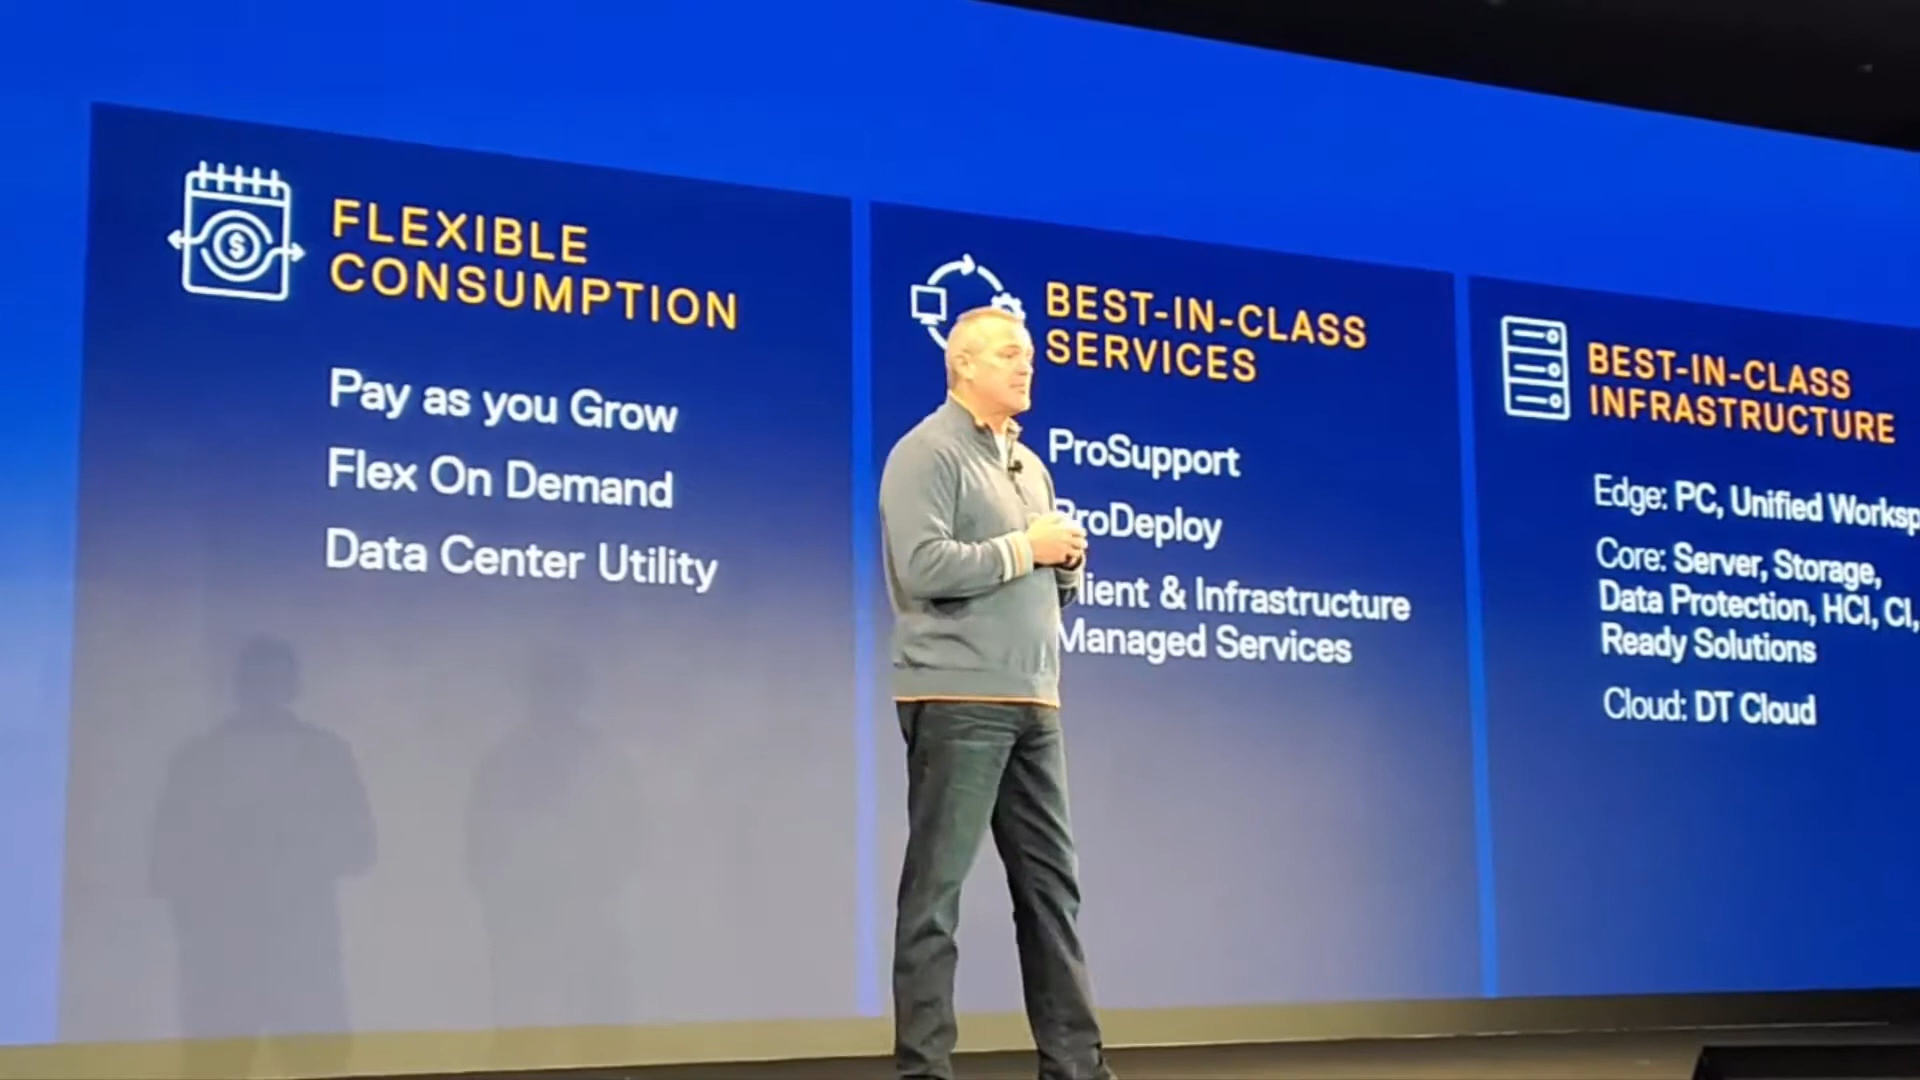 FLEXIBLE
CONSUMPTION
Pay as you Grow
Flex On Demand
Data Center Utility
BEST-IN-CLASS
SERVICES
ProSupport
ProDeploy
Client & Infrastructure
Managed Services
BEST-IN-CLASS
INFRASTRUCTURE
Edge: PC, Unified Worksp
Core: Server, Storage,
Data Protection, HCI, CI,
Ready Solutions
Cloud: DT Cloud
$